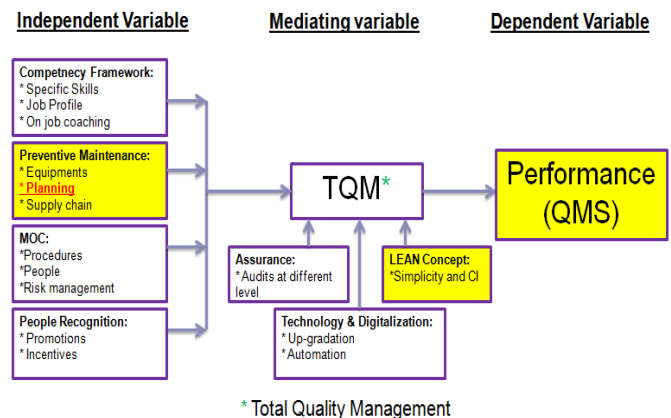 Independent Variable
Mediating variable
Dependent Variable
Competnecy Framework:
* Specific Skills
* Job Profile
* On job coaching
Preventive Maintenance:
* Equipments
* Planning
* Supply chain
MOC:
*Procedures
*People
*Risk management
People Recognition:
* Promotions
* Incentives
TQM*
Assurance:
*Audits at different
level
LEAN Concept:
*Simplicity and CI
Technology & Digitalization:
* Up-gradation
* Automation
Performance
(QMS)
* Total Quality Management